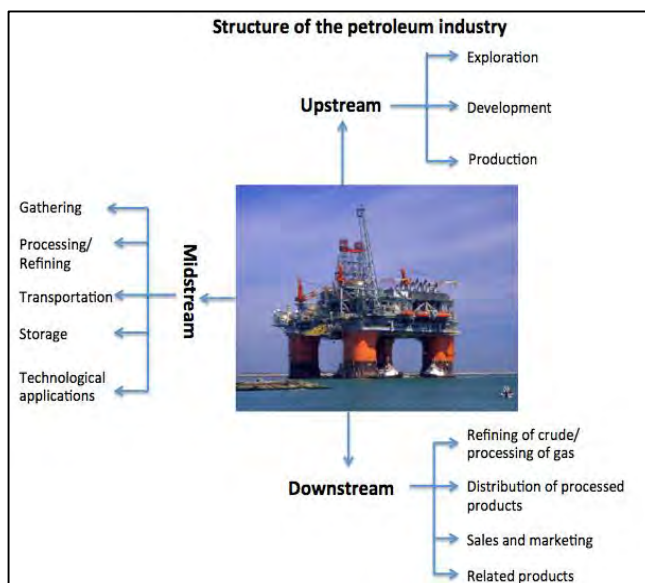 Structure of the petroleum industry
Upstream
Exploration
Development
Production
Midstream
Gathering
Processing/
Refining
Transportation
Storage
Technological
applications
Downstream
Refining of crude/
processing of gas
Distribution of processed
products
Sales and marketing
Related products